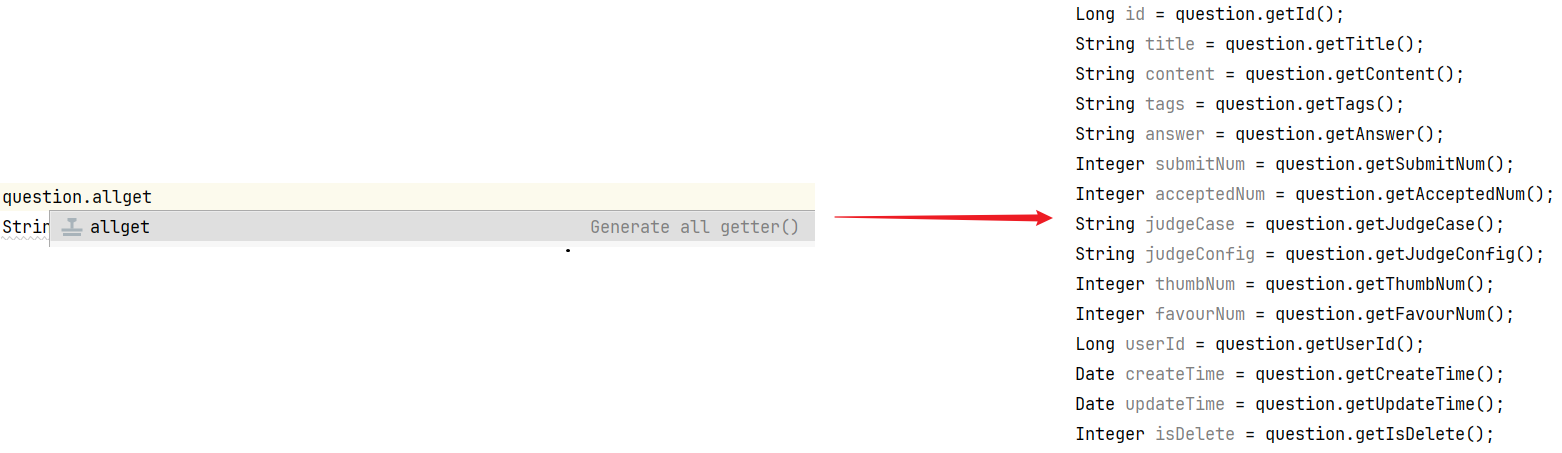 question.allget
Strin
allget Generate all getter()
Long id = question.getId();
String title = question.getTitle();
String content = question.getContent();
String tags = question.getTags();
String answer = question.getAnswer();
Integer submitNum = question.getSubmitNum();
Integer acceptedNum = question.getAcceptedNum();
String judgeCase = question.getJudgeCase();
String judgeConfig = question.getJudgeConfig();
Integer thumbNum = question.getThumbNum();
Integer favourNum = question.getFavourNum();
Long userId = question.getUserId();
Date createTime = question.getCreateTime();
Date updateTime = question.getUpdateTime();
Integer isDelete = question.getIsDelete();